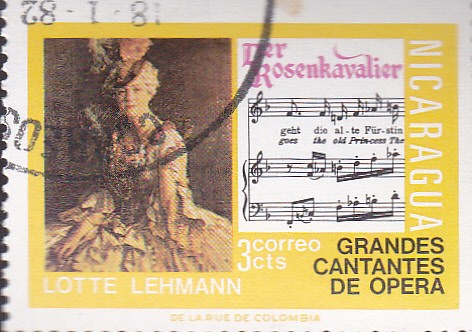 18-1-82
Der
Rosenkavalier
NICARAGUA
geht die al-te Für-stin
goes the old Prin-cess The
3 correo
cts
LOTTE LEHMANN
GRANDES
CANTANTES
DE OPERA
DE LA RUE DE COLOMBIA